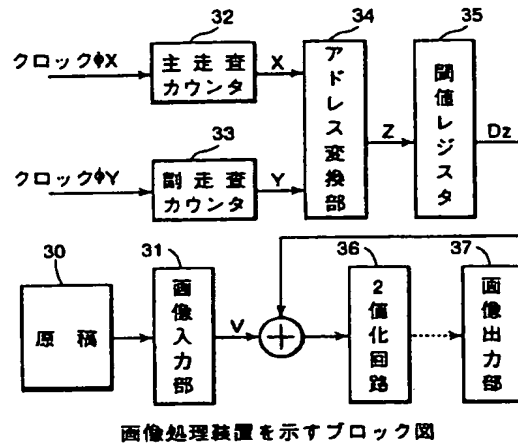 32
クロックφX
主走査
カウンタ
X
34
アドレス変換部
Z
35
閾値レジスタ
Dz
33
クロックφY
副走査
カウンタ
Y
30
原稿
31
画像入力部
V
+
36
2値化回路
37
画像出力部
画像処理装置を示すブロック図